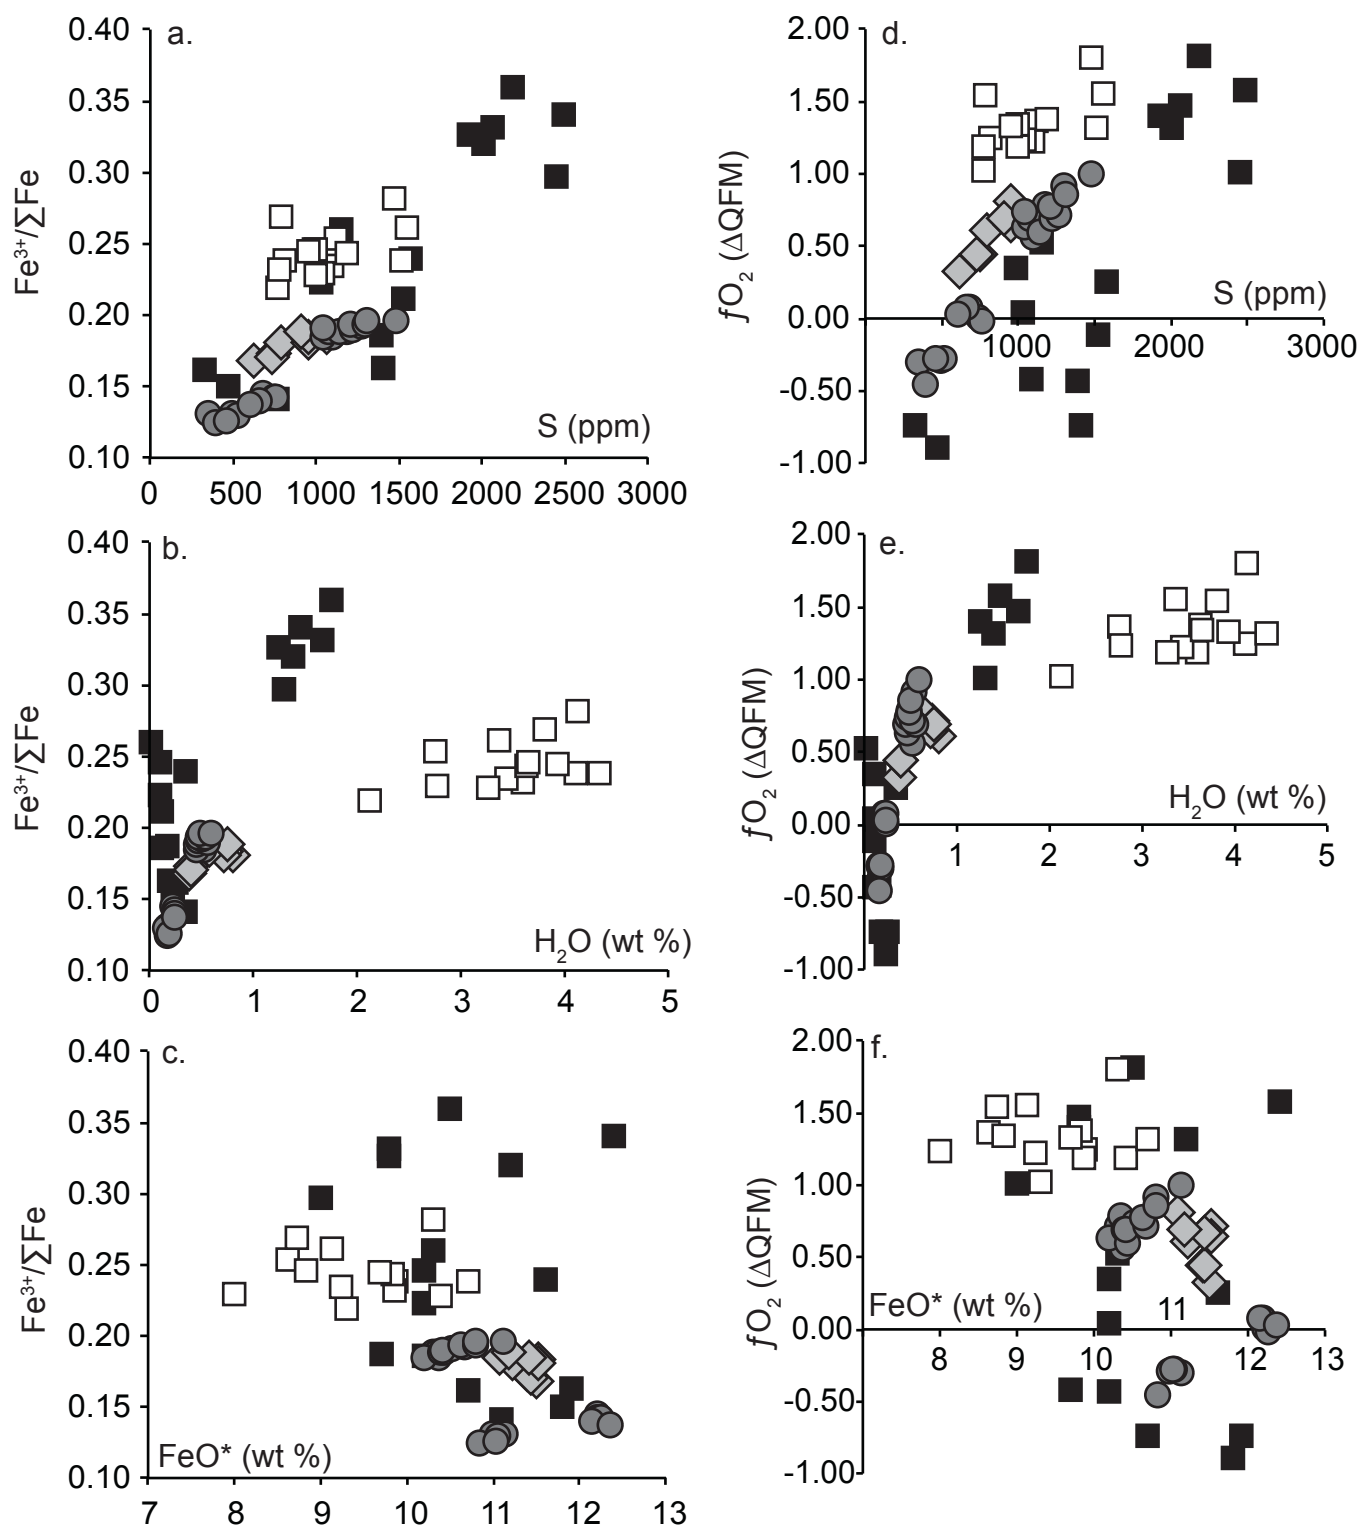 a.
0.40
0.35
0.30
0.25
0.20
0.15
0.10
Fe³⁺/∑Fe
S (ppm)
0 500 1000 1500 2000 2500 3000
d.
2.00
1.50
1.00
0.50
0.00
-0.50
-1.00
fO₂ (ΔQFM)
S (ppm)
1000 2000 3000
b.
0.40
0.35
0.30
0.25
0.20
0.15
0.10
Fe³⁺/∑Fe
H₂O (wt %)
0 1 2 3 4 5
e.
2.00
1.50
1.00
0.50
0.00
-0.50
-1.00
fO₂ (ΔQFM)
H₂O (wt %)
1 2 3 4 5
c.
0.40
0.35
0.30
0.25
0.20
0.15
0.10
Fe³⁺/∑Fe
FeO* (wt %)
7 8 9 10 11 12 13
f.
2.00
1.50
1.00
0.50
0.00
-0.50
-1.00
fO₂ (ΔQFM)
FeO* (wt %)
8 9 10 11 12 13